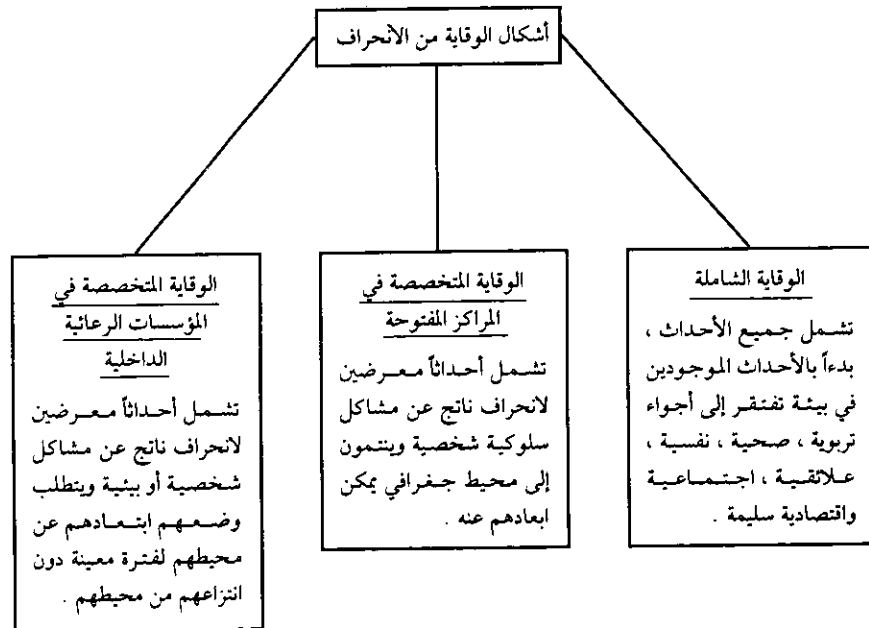 أشكال الوقاية من الانحراف
الوقاية الشاملة
تشمل جميع الأحداث ،
بدءاً بالأحداث الموجودين
في بيئة تفتقر إلى أجواء
تربوية ، صحية ، نفسية ،
علائقية ، اجتماعية
واقتصادية سليمة .
الوقاية المتخصصة في
المراكز المفتوحة
تشمل أحداثاً معرضين
لانحراف ناتج عن مشاكل
سلوكية شخصية وينتمون
إلى محيط جغرافي يمكن
ابعادهم عنه .
الوقاية المتخصصة في
المؤسسات الرعائية
الداخلية
تشمل أحداثاً معرضين
لانحراف ناتج عن مشاكل
شخصية أو بيئية ويتطلب
وضعهم ابتعادهم عن
محيطهم لفترة معينة دون
انتزاعهم من محيطهم .